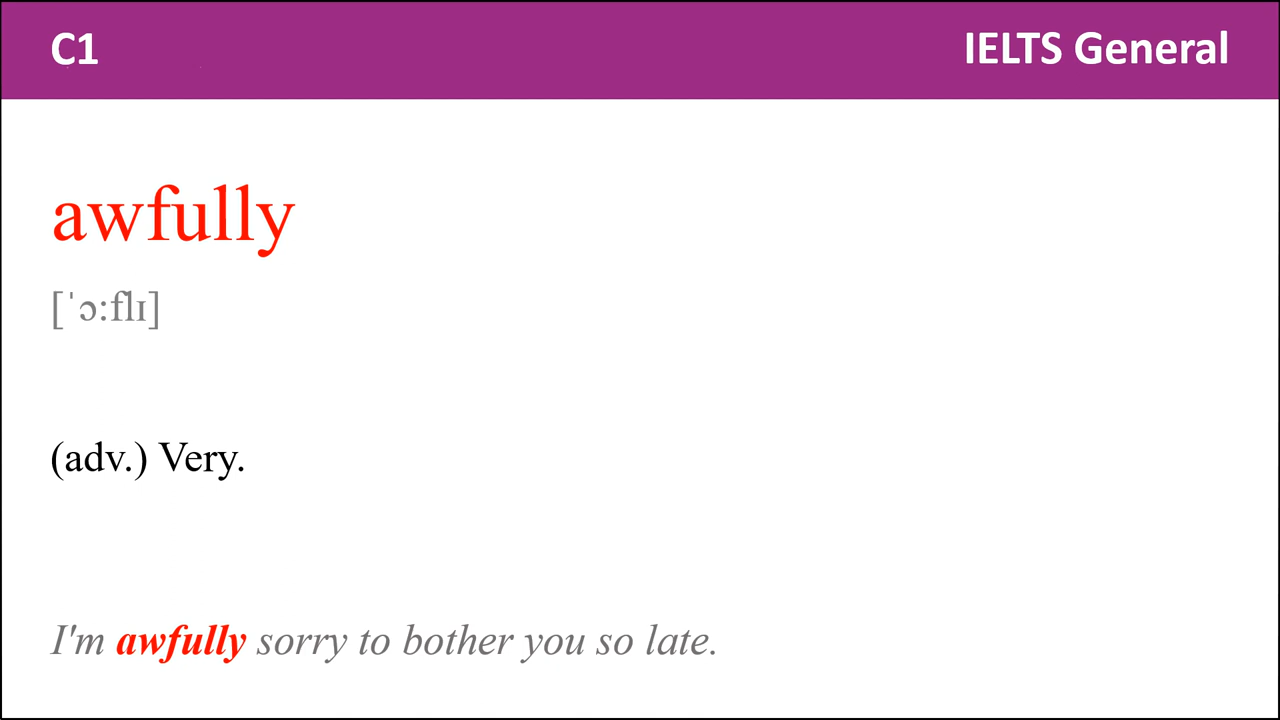 C1
IELTS General
awfully
[ˈɔ:flɪ]
(adv.) Very.
I'm awfully sorry to bother you so late.